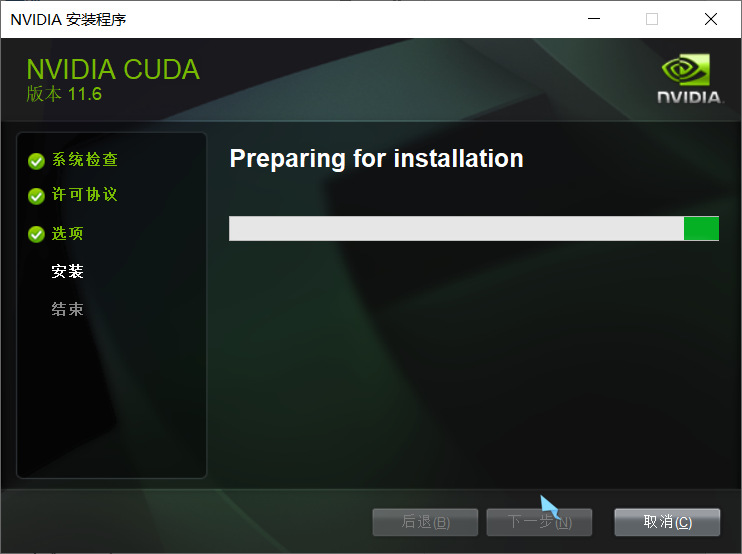 NVIDIA 安装程序
NVIDIA CUDA
版本 11.6
NVIDIA.
系统检查
许可协议
选项
安装
结束
Preparing for installation
后退(B)
下一步(N)
取消(C)